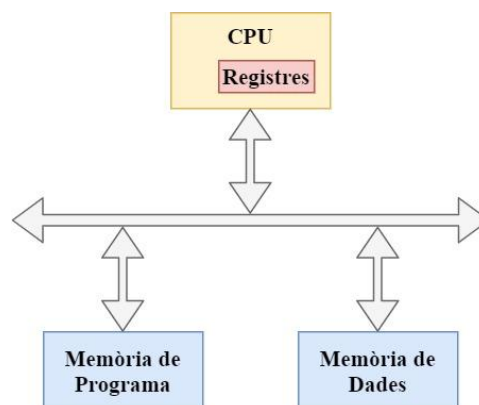 CPU
Registres
Memòria de
Programa
Memòria de
Dades